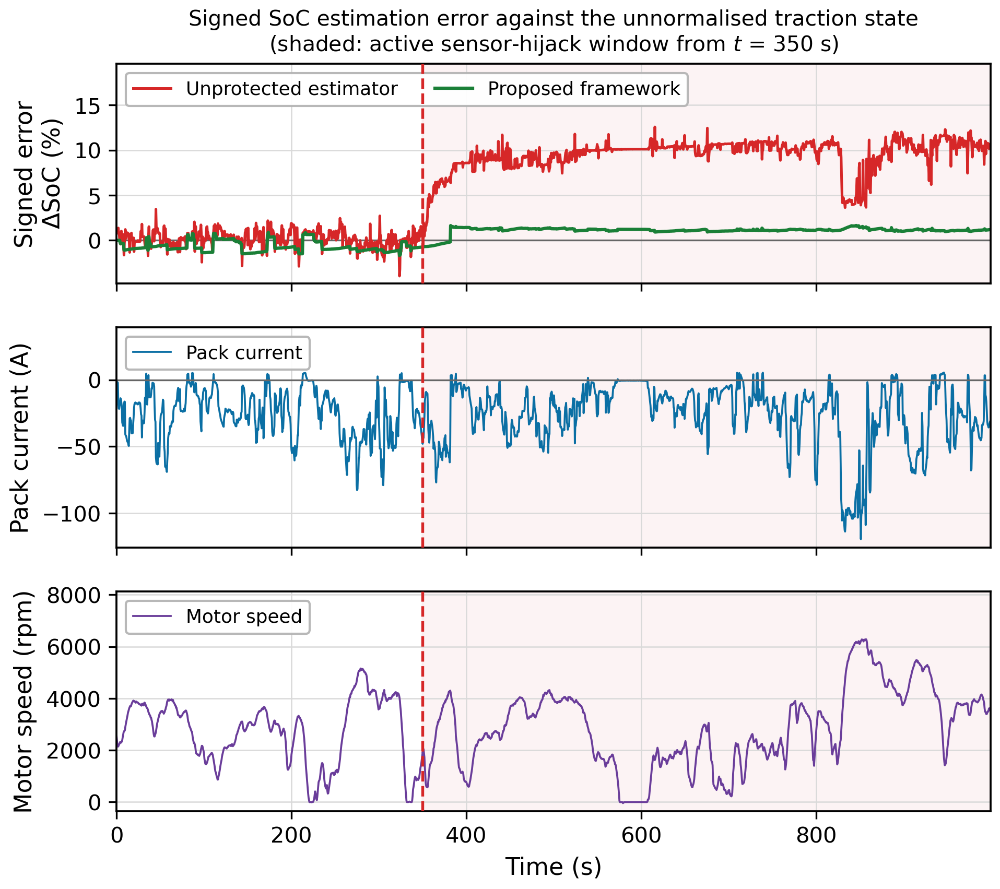 Signed SoC estimation error against the unnormalised traction state
(shaded: active sensor-hijack window from t = 350 s)
Unprotected estimator
Proposed framework
Signed error
ΔSoC (%)
15
10
5
0
Pack current
Pack current (A)
0
−50
−100
Motor speed
Motor speed (rpm)
8000
6000
4000
2000
0
0
200
400
600
800
Time (s)